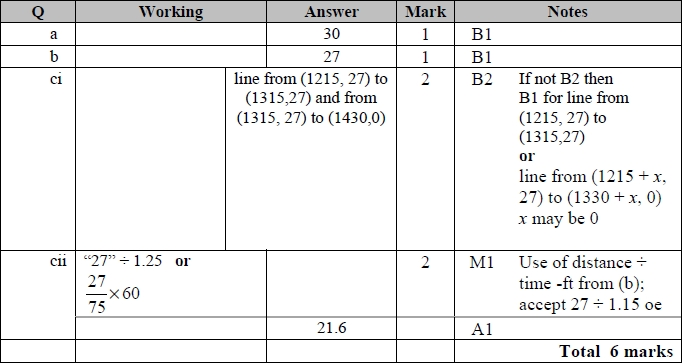 Q Working Answer Mark Notes
a 30 1 B1
b 27 1 B1
ci line from (1215, 27) to 2 B2 If not B2 then
(1315,27) and from B1 for line from
(1315, 27) to (1430,0) (1215, 27) to
(1315,27)
or
line from (1215 + x,
27) to (1330 + x, 0)
x may be 0
cii “27” ÷ 1.25 or 2 M1 Use of distance ÷
27/75 × 60 time -ft from (b);
accept 27 ÷ 1.15 oe
21.6 A1
Total 6 marks